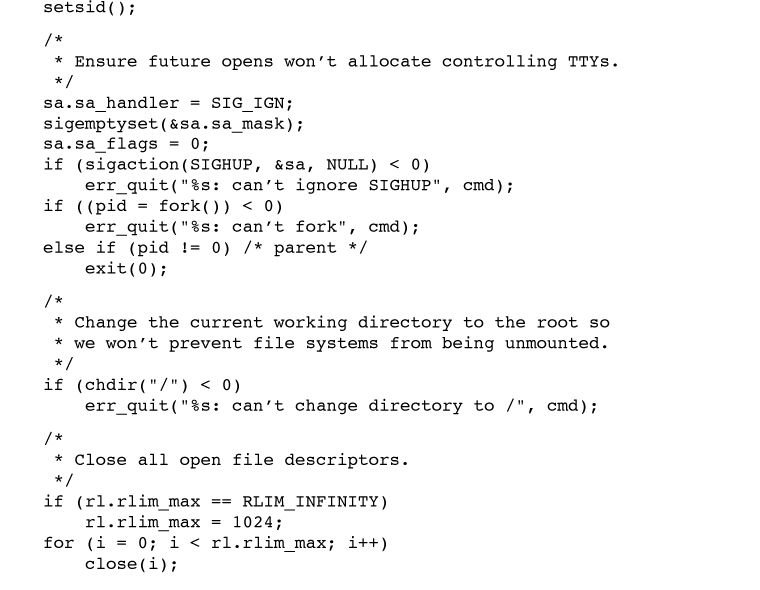 setsid();
/*
 * Ensure future opens won’t allocate controlling TTYs.
 */
sa.sa_handler = SIG_IGN;
sigemptyset(&sa.sa_mask);
sa.sa_flags = 0;
if (sigaction(SIGHUP, &sa, NULL) < 0)
    err_quit("%s: can’t ignore SIGHUP", cmd);
if ((pid = fork()) < 0)
    err_quit("%s: can’t fork", cmd);
else if (pid != 0) /* parent */
    exit(0);
/*
 * Change the current working directory to the root so
 * we won’t prevent file systems from being unmounted.
 */
if (chdir("/") < 0)
    err_quit("%s: can’t change directory to /", cmd);
/*
 * Close all open file descriptors.
 */
if (rl.rlim_max == RLIM_INFINITY)
    rl.rlim_max = 1024;
for (i = 0; i < rl.rlim_max; i++)
    close(i);